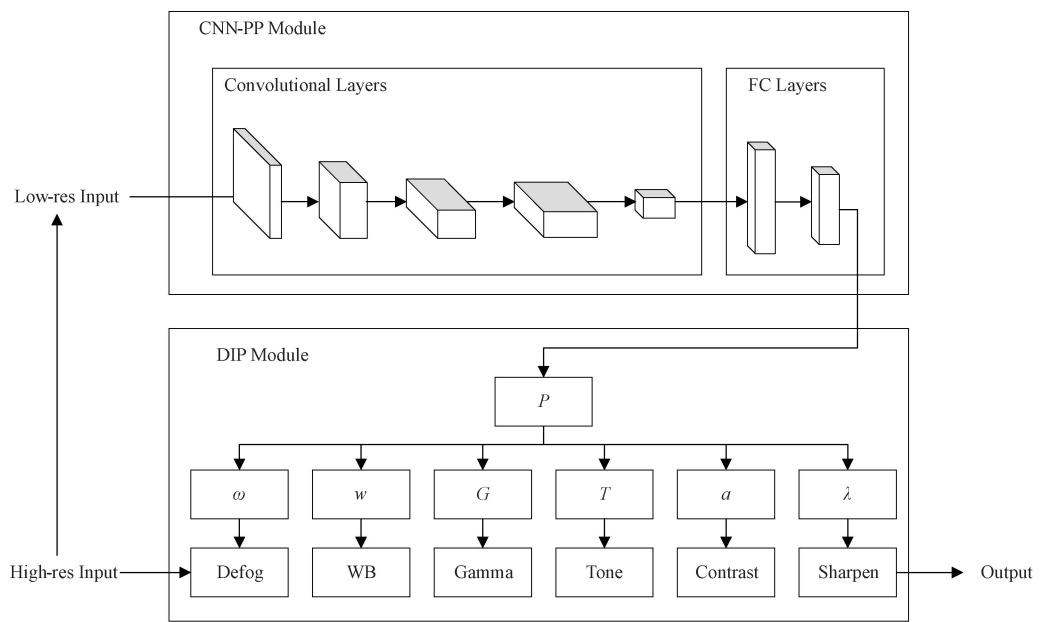 CNN-PP Module
Convolutional Layers
FC Layers
Low-res Input
DIP Module
P
ω
w
G
T
a
λ
High-res Input
Defog
WB
Gamma
Tone
Contrast
Sharpen
Output